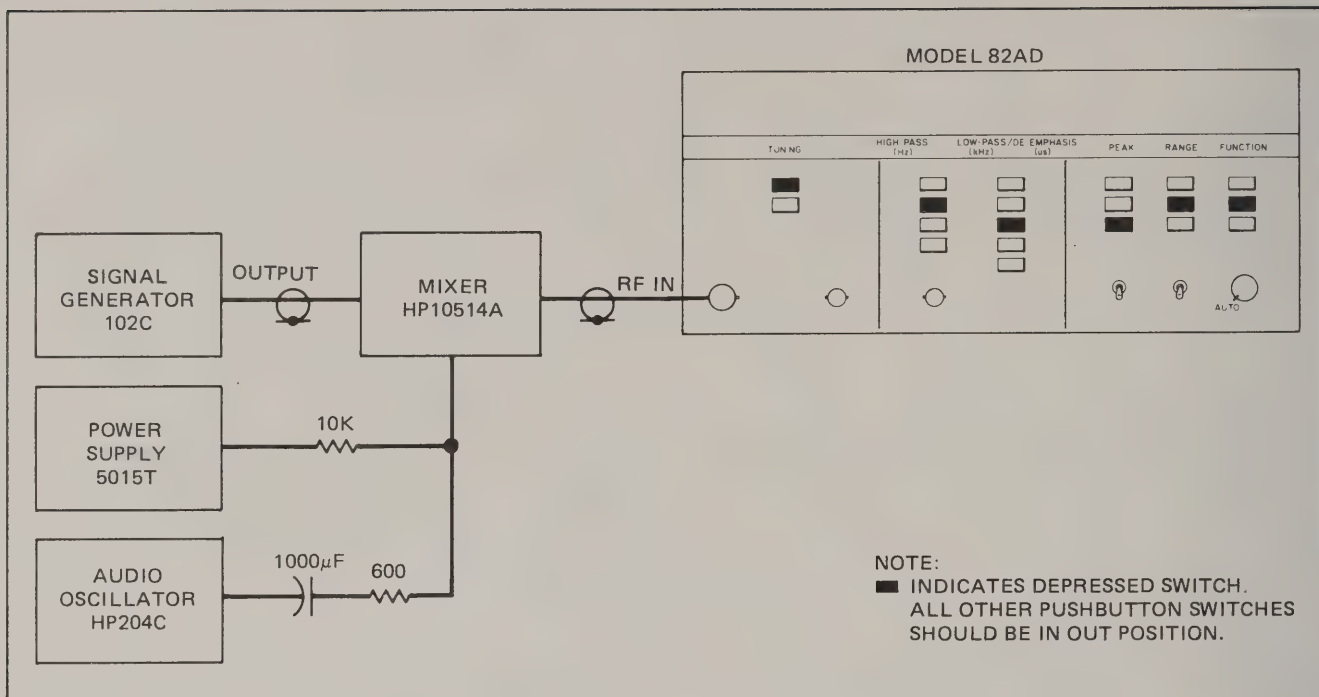 MODEL 82AD
TUNING
HIGH PASS
(Hz)
LOW-PASS/DE EMPHASIS
(kHz) (us)
PEAK
RANGE
FUNCTION
SIGNAL
GENERATOR
102C
OUTPUT
MIXER
HP10514A
RF IN
AUTO
POWER
SUPPLY
5015T
10K
AUDIO
OSCILLATOR
HP204C
1000µF
600
NOTE:
INDICATES DEPRESSED SWITCH.
ALL OTHER PUSHBUTTON SWITCHES
SHOULD BE IN OUT POSITION.